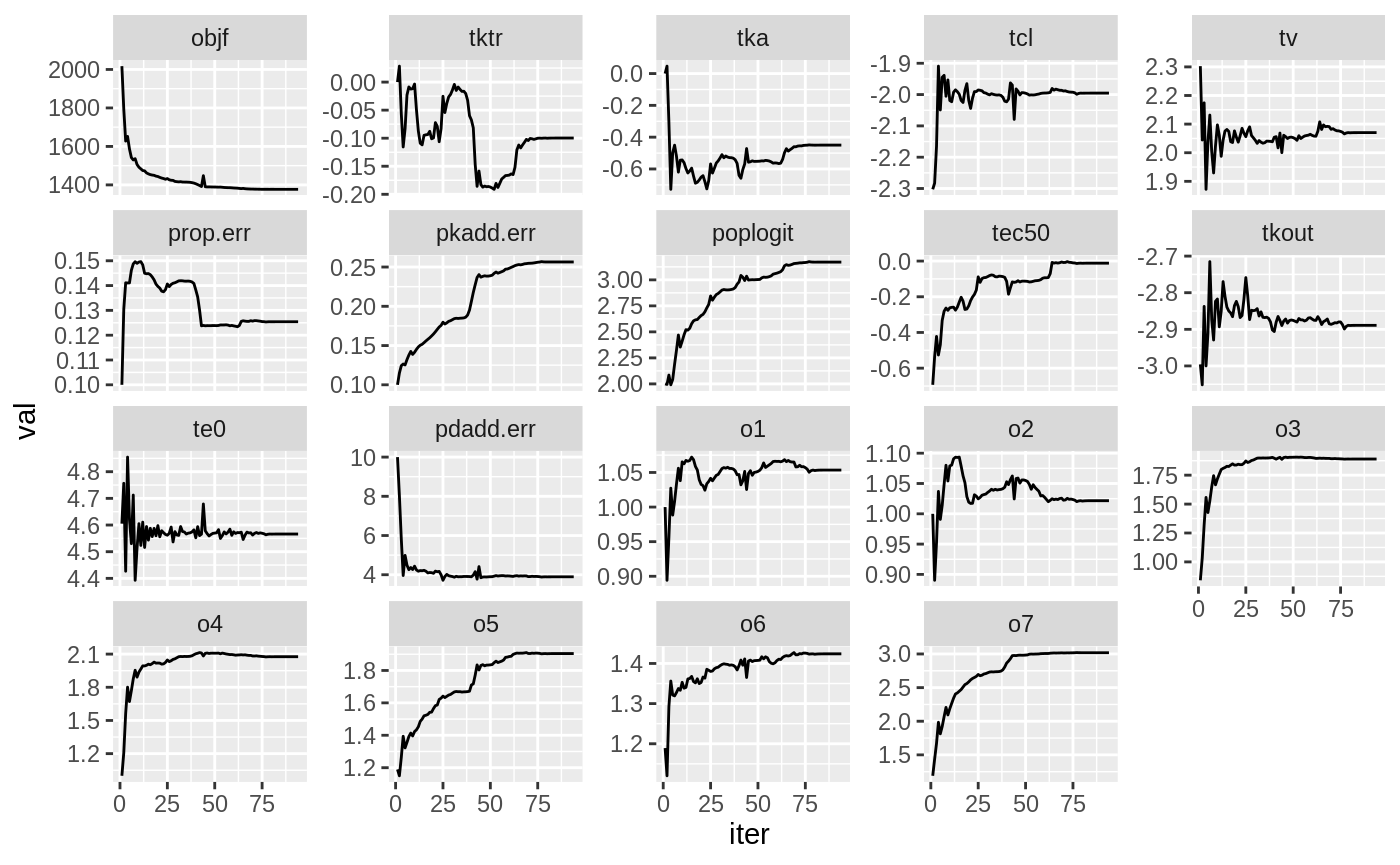 objf tktr tka tcl tv
2000 1800 1600 1400
0.00 -0.05 -0.10 -0.15 -0.20
0.0 -0.2 -0.4 -0.6
-1.9 -2.0 -2.1 -2.2 -2.3
2.3 2.2 2.1 2.0 1.9
prop.err pkadd.err poplogit tec50 tkout
0.15 0.14 0.13 0.12 0.11 0.10
0.25 0.20 0.15 0.10
3.00 2.75 2.50 2.25 2.00
0.0 -0.2 -0.4 -0.6
-2.7 -2.8 -2.9 -3.0
val
te0 pdadd.err o1 o2 o3
4.8 4.7 4.6 4.5 4.4
10 8 6 4
1.05 1.00 0.95 0.90
1.10 1.05 1.00 0.95 0.90
1.75 1.50 1.25 1.00
0 25 50 75
o4 o5 o6 o7
2.1 1.8 1.5 1.2
1.8 1.6 1.4 1.2
1.4 1.3 1.2
3.0 2.5 2.0 1.5
0 25 50 75 0 25 50 75 0 25 50 75 0 25 50 75
iter